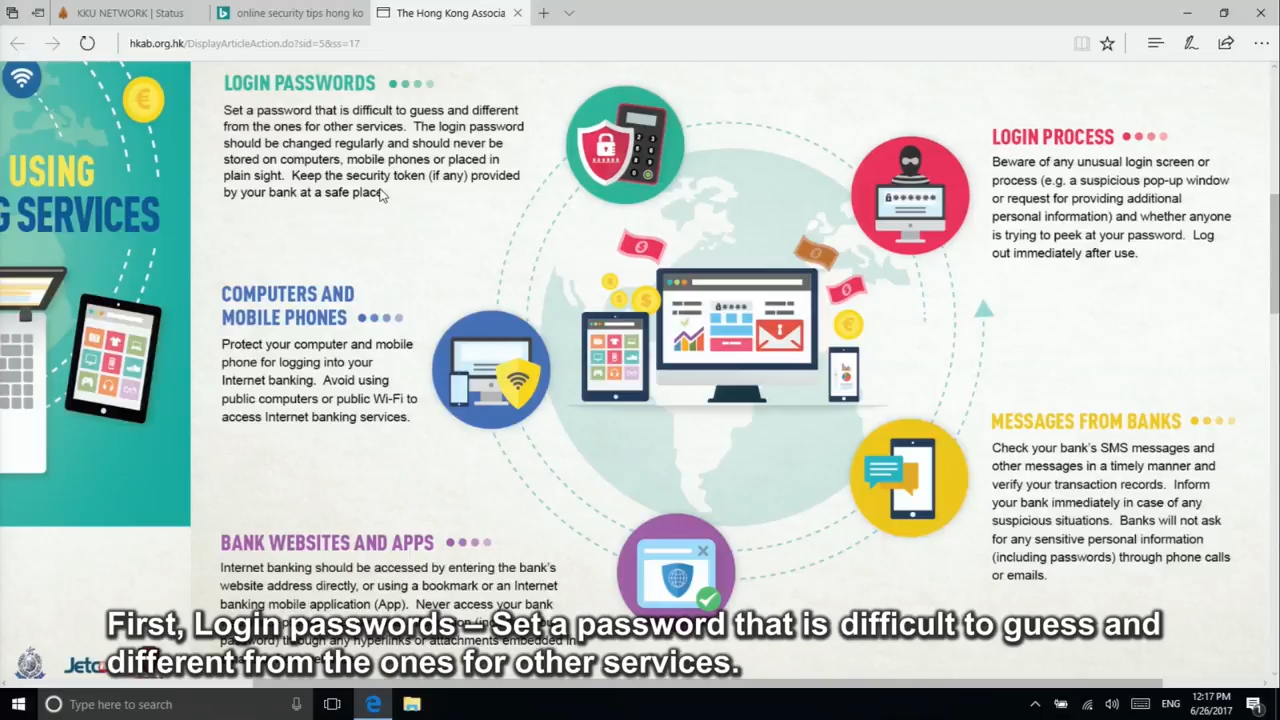 KKU NETWORK | Status
online security tips hong ko
The Hong Kong Associa
hkab.org.hk/DisplayArticleAction.do?sid=5&ss=17
USING
G SERVICES
LOGIN PASSWORDS
Set a password that is difficult to guess and different
from the ones for other services. The login password
should be changed regularly and should never be
stored on computers, mobile phones or placed in
plain sight. Keep the security token (if any) provided
by your bank at a safe place
LOGIN PROCESS
Beware of any unusual login screen or
process (e.g. a suspicious pop-up window
or request for providing additional
personal information) and whether anyone
is trying to peek at your password. Log
out immediately after use.
COMPUTERS AND
MOBILE PHONES
Protect your computer and mobile
phone for logging into your
Internet banking. Avoid using
public computers or public Wi-Fi to
access Internet banking services.
MESSAGES FROM BANKS
Check your bank's SMS messages and
other messages in a timely manner and
verify your transaction records. Inform
your bank immediately in case of any
suspicious situations. Banks will not ask
for any sensitive personal information
(including passwords) through phone calls
or emails.
BANK WEBSITES AND APPS
Internet banking should be accessed by entering the bank's
website address directly, or using a bookmark or an Internet
banking mobile application (App). Never access your bank
through any hyperlinks or attachments embedded in
First, Login passwords – Set a password that is difficult to guess and
different from the ones for other services.
Type here to search
ENG
12:17 PM
6/26/2017